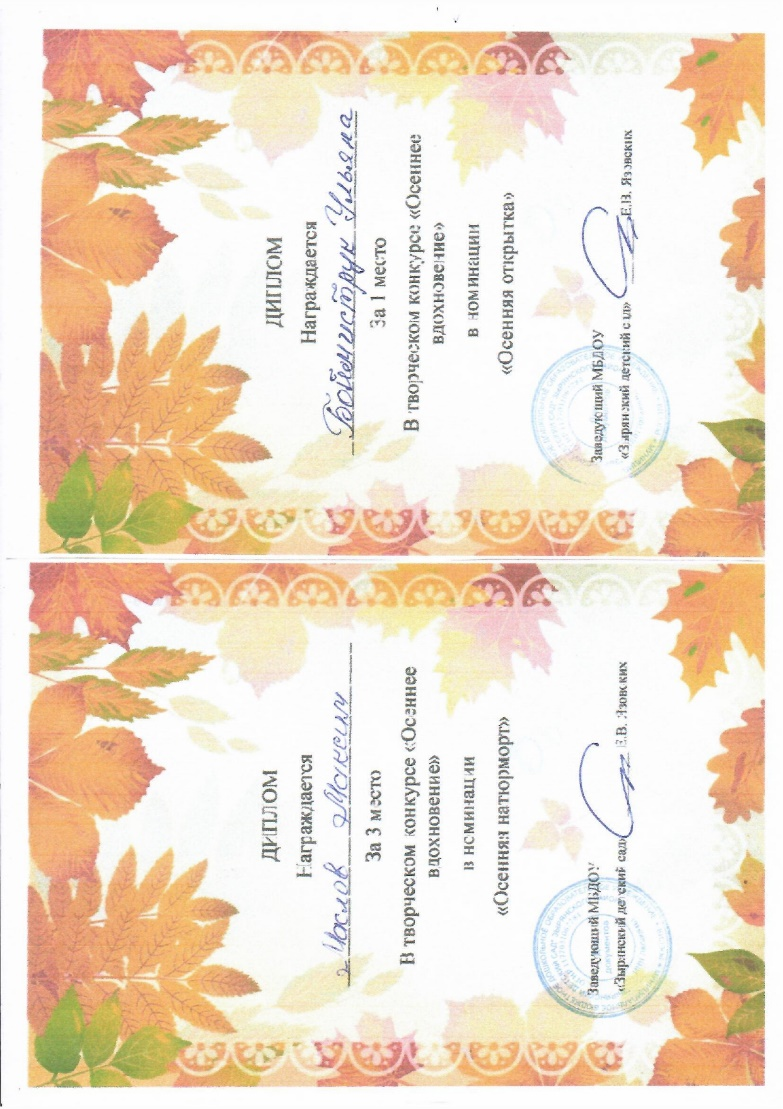 ДИПЛОМ
Награждается
Бойемиструк Ульяна
За 1 место
В творческом конкурсе «Осеннее
вдохновение»
в номинации
«Осенняя открытка»
Заведующий МБДОУ
«Зырянский детский сад» Е.В. Язовских
ДИПЛОМ
Награждается
Маслов Максим
За 3 место
В творческом конкурсе «Осеннее
вдохновение»
в номинации
«Осенняя натюрморт»
Заведующий МБДОУ
«Зырянский детский сад» Е.В. Язовских